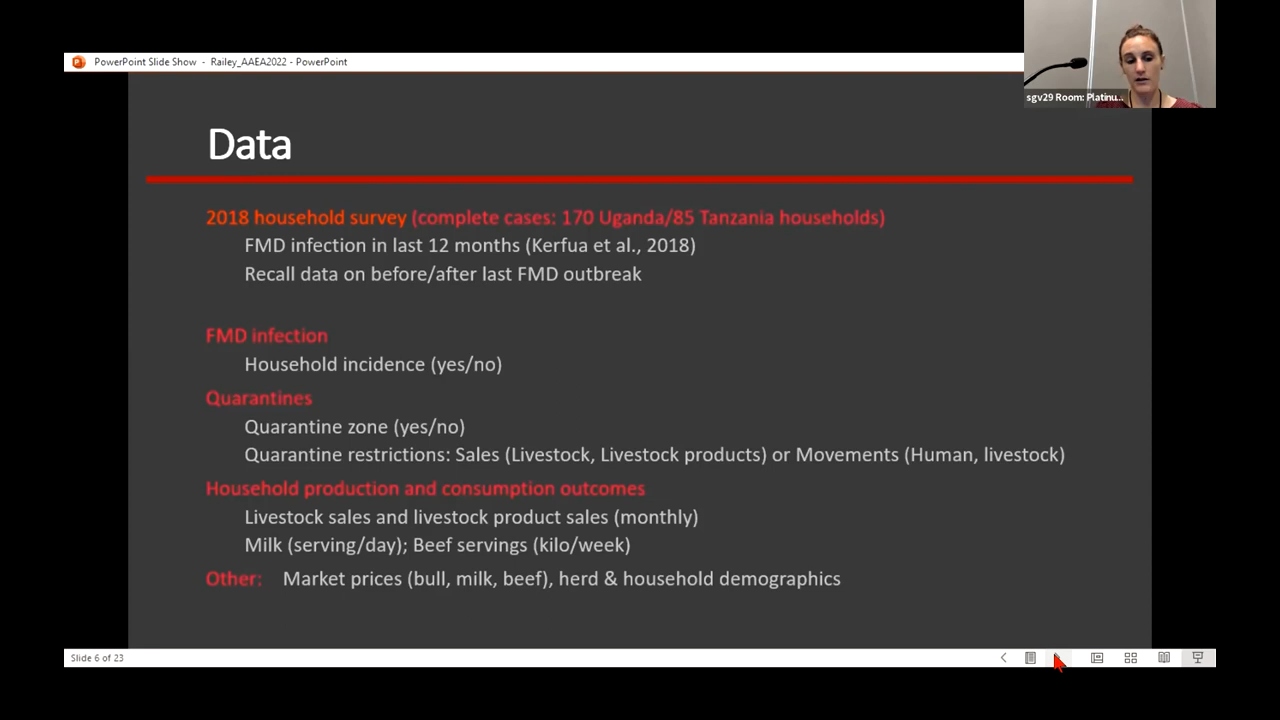 PowerPoint Slide Show - Railey_AAEA2022 - PowerPoint
sgv29 Room: Platinu...
Data
2018 household survey (complete cases: 170 Uganda/85 Tanzania households)
FMD infection in last 12 months (Kerfua et al., 2018)
Recall data on before/after last FMD outbreak
FMD infection
Household incidence (yes/no)
Quarantines
Quarantine zone (yes/no)
Quarantine restrictions: Sales (Livestock, Livestock products) or Movements (Human, livestock)
Household production and consumption outcomes
Livestock sales and livestock product sales (monthly)
Milk (serving/day); Beef servings (kilo/week)
Other: Market prices (bull, milk, beef), herd & household demographics
Slide 6 of 23